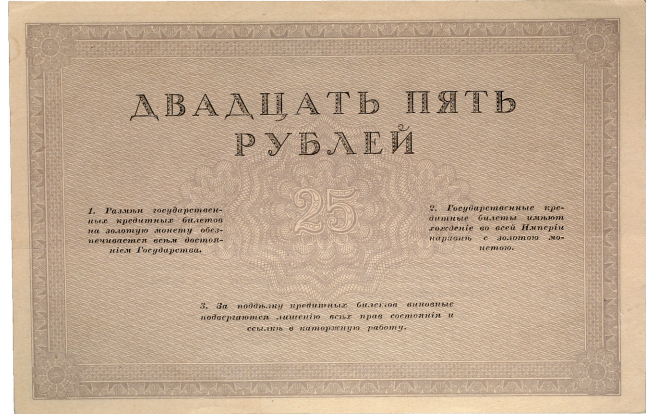 ДВАДЦАТЬ ПЯТЬ
РУБЛЕЙ
25
1. Размѣнъ государствен-
ныхъ кредитныхъ билетовъ
на золотую монету обез-
печивается всѣмъ достоя-
ніемъ Государства.
2. Государственные кре-
дитные билеты имѣютъ
хожденіе во всей Имперіи
наравнѣ съ золотою мо-
нетою.
3. За поддѣлку кредитныхъ билетовъ виновные
подвергаются лишенію всѣхъ правъ состоянія и
ссылкѣ въ каторжную работу.